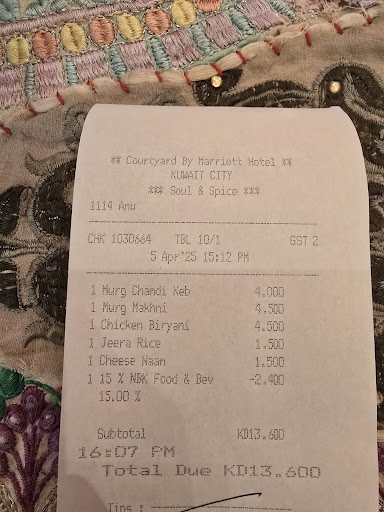 ** Courtyard By Marriott Hotel **
KUWAIT CITY
*** Soul & Spice ***
1114 Anu
CHK 1030664 TBL 10/1 GST 2
5 Apr'25 15:12 PM
1 Murg Chandi Keb 4.000
1 Murg Makhni 4.500
1 Chicken Biryani 4.500
1 Jeera Rice 1.500
1 Cheese Naan 1.500
1 15 % NBK Food & Bev -2.400
15.00 %
Subtotal KD13.600
16:07 PM
Total Due KD13.600
Tips :